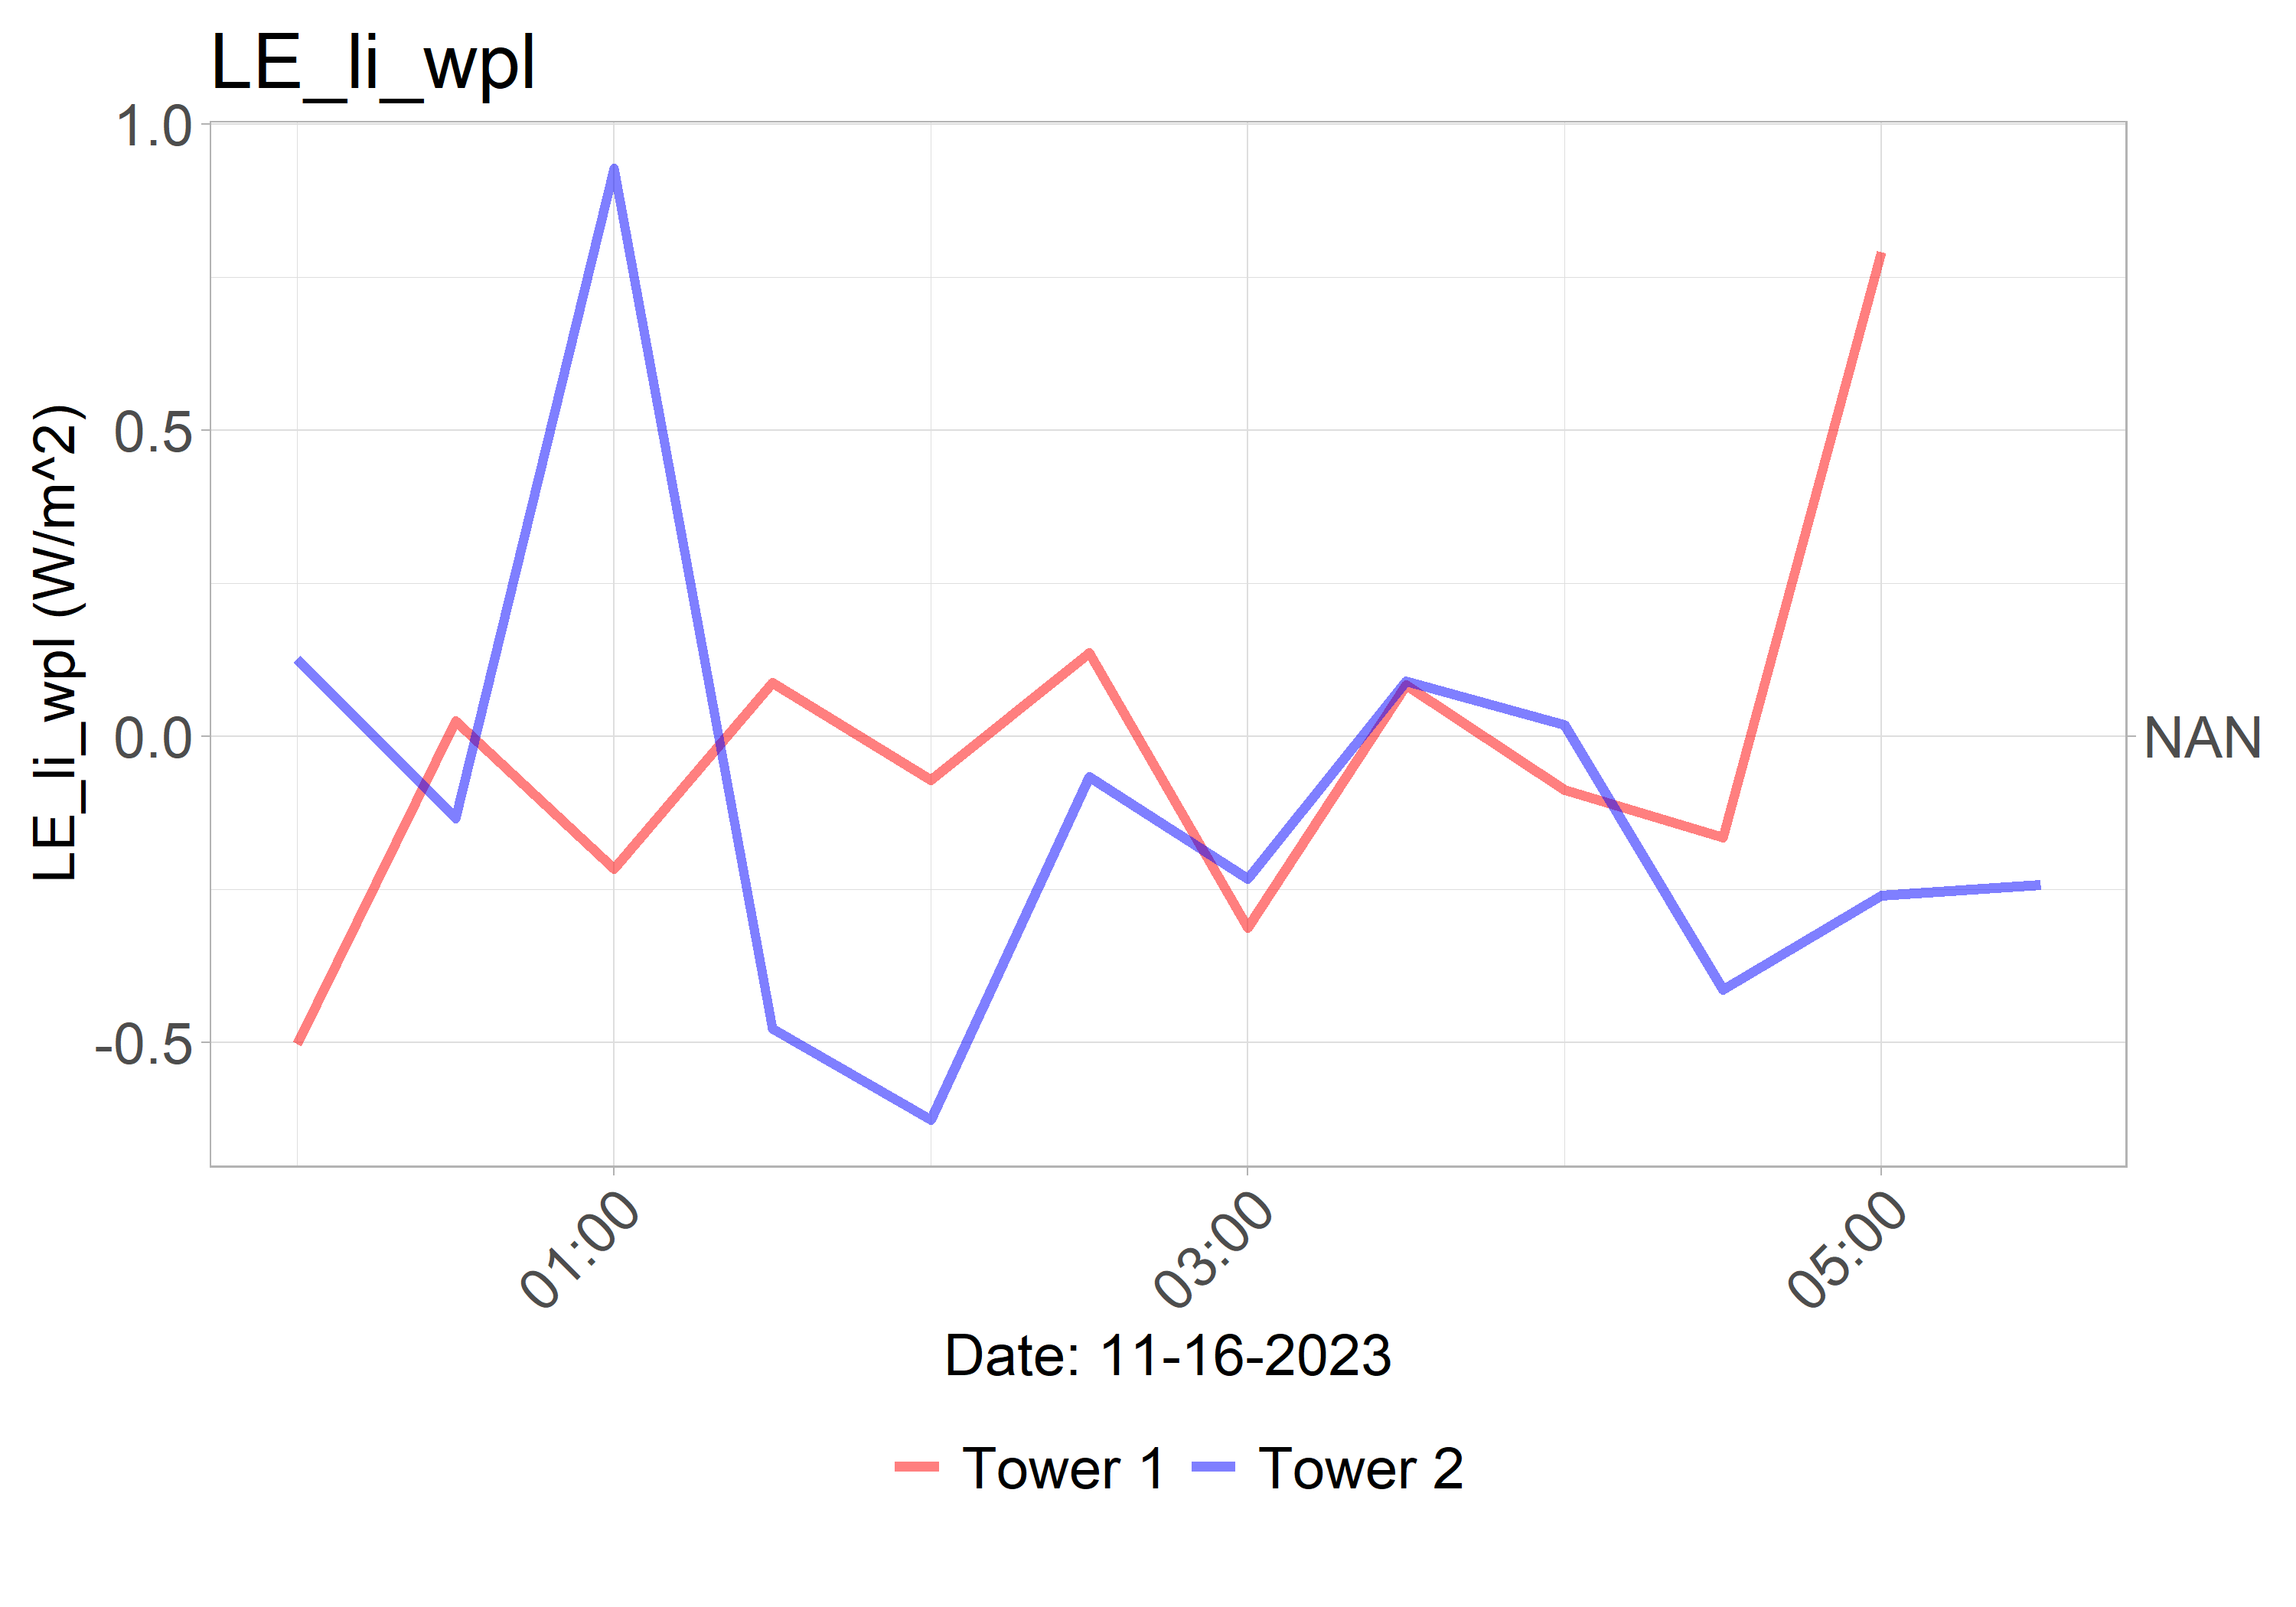 LE_li_wpl
1.0
0.5
0.0
-0.5
LE_li_wpl (W/m^2)
NAN
01:00
03:00
05:00
Date: 11-16-2023
Tower 1
Tower 2